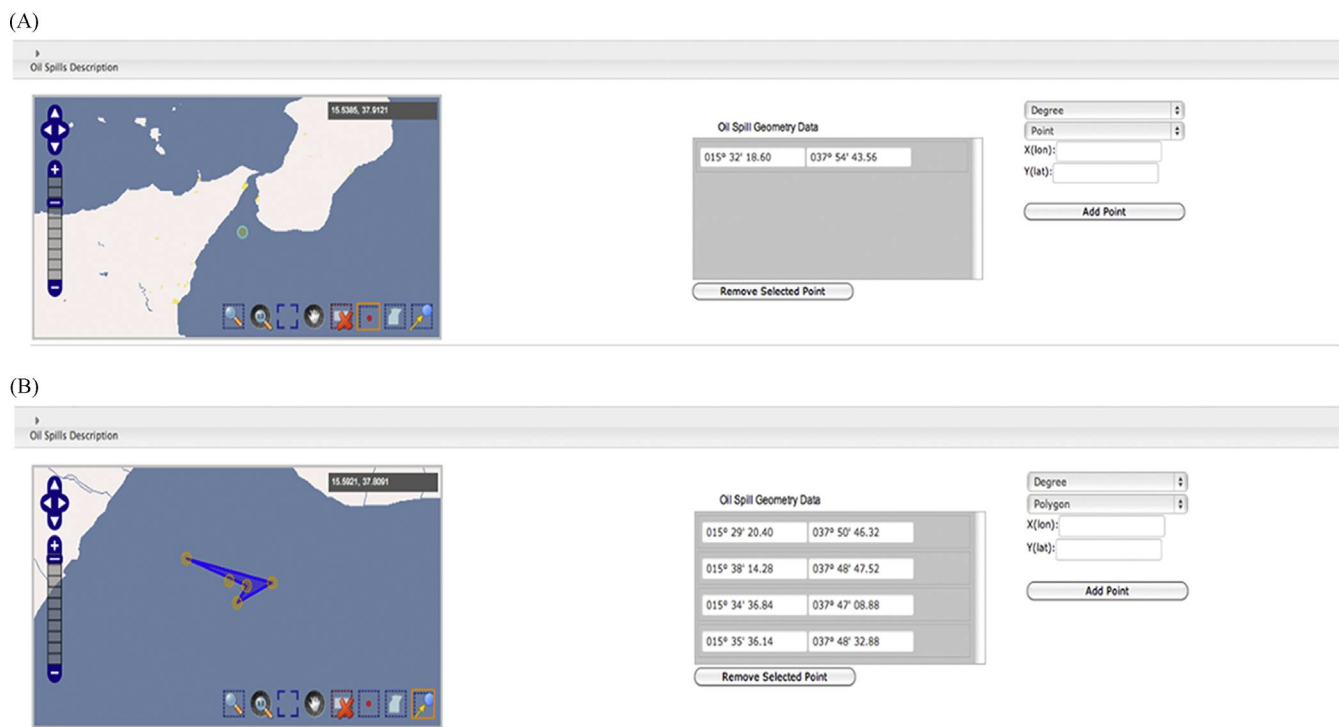 (A)
Oil Spills Description
15.5385, 37.9121
Oil Spill Geometry Data
015º 32' 18.60 037º 54' 43.56
Remove Selected Point
Degree
Point
X(lon):
Y(lat):
Add Point
(B)
Oil Spills Description
15.5921, 37.8091
Oil Spill Geometry Data
015º 29' 20.40 037º 50' 46.32
015º 38' 14.28 037º 48' 47.52
015º 34' 36.84 037º 47' 08.88
015º 35' 36.14 037º 48' 32.88
Remove Selected Point
Degree
Polygon
X(lon):
Y(lat):
Add Point